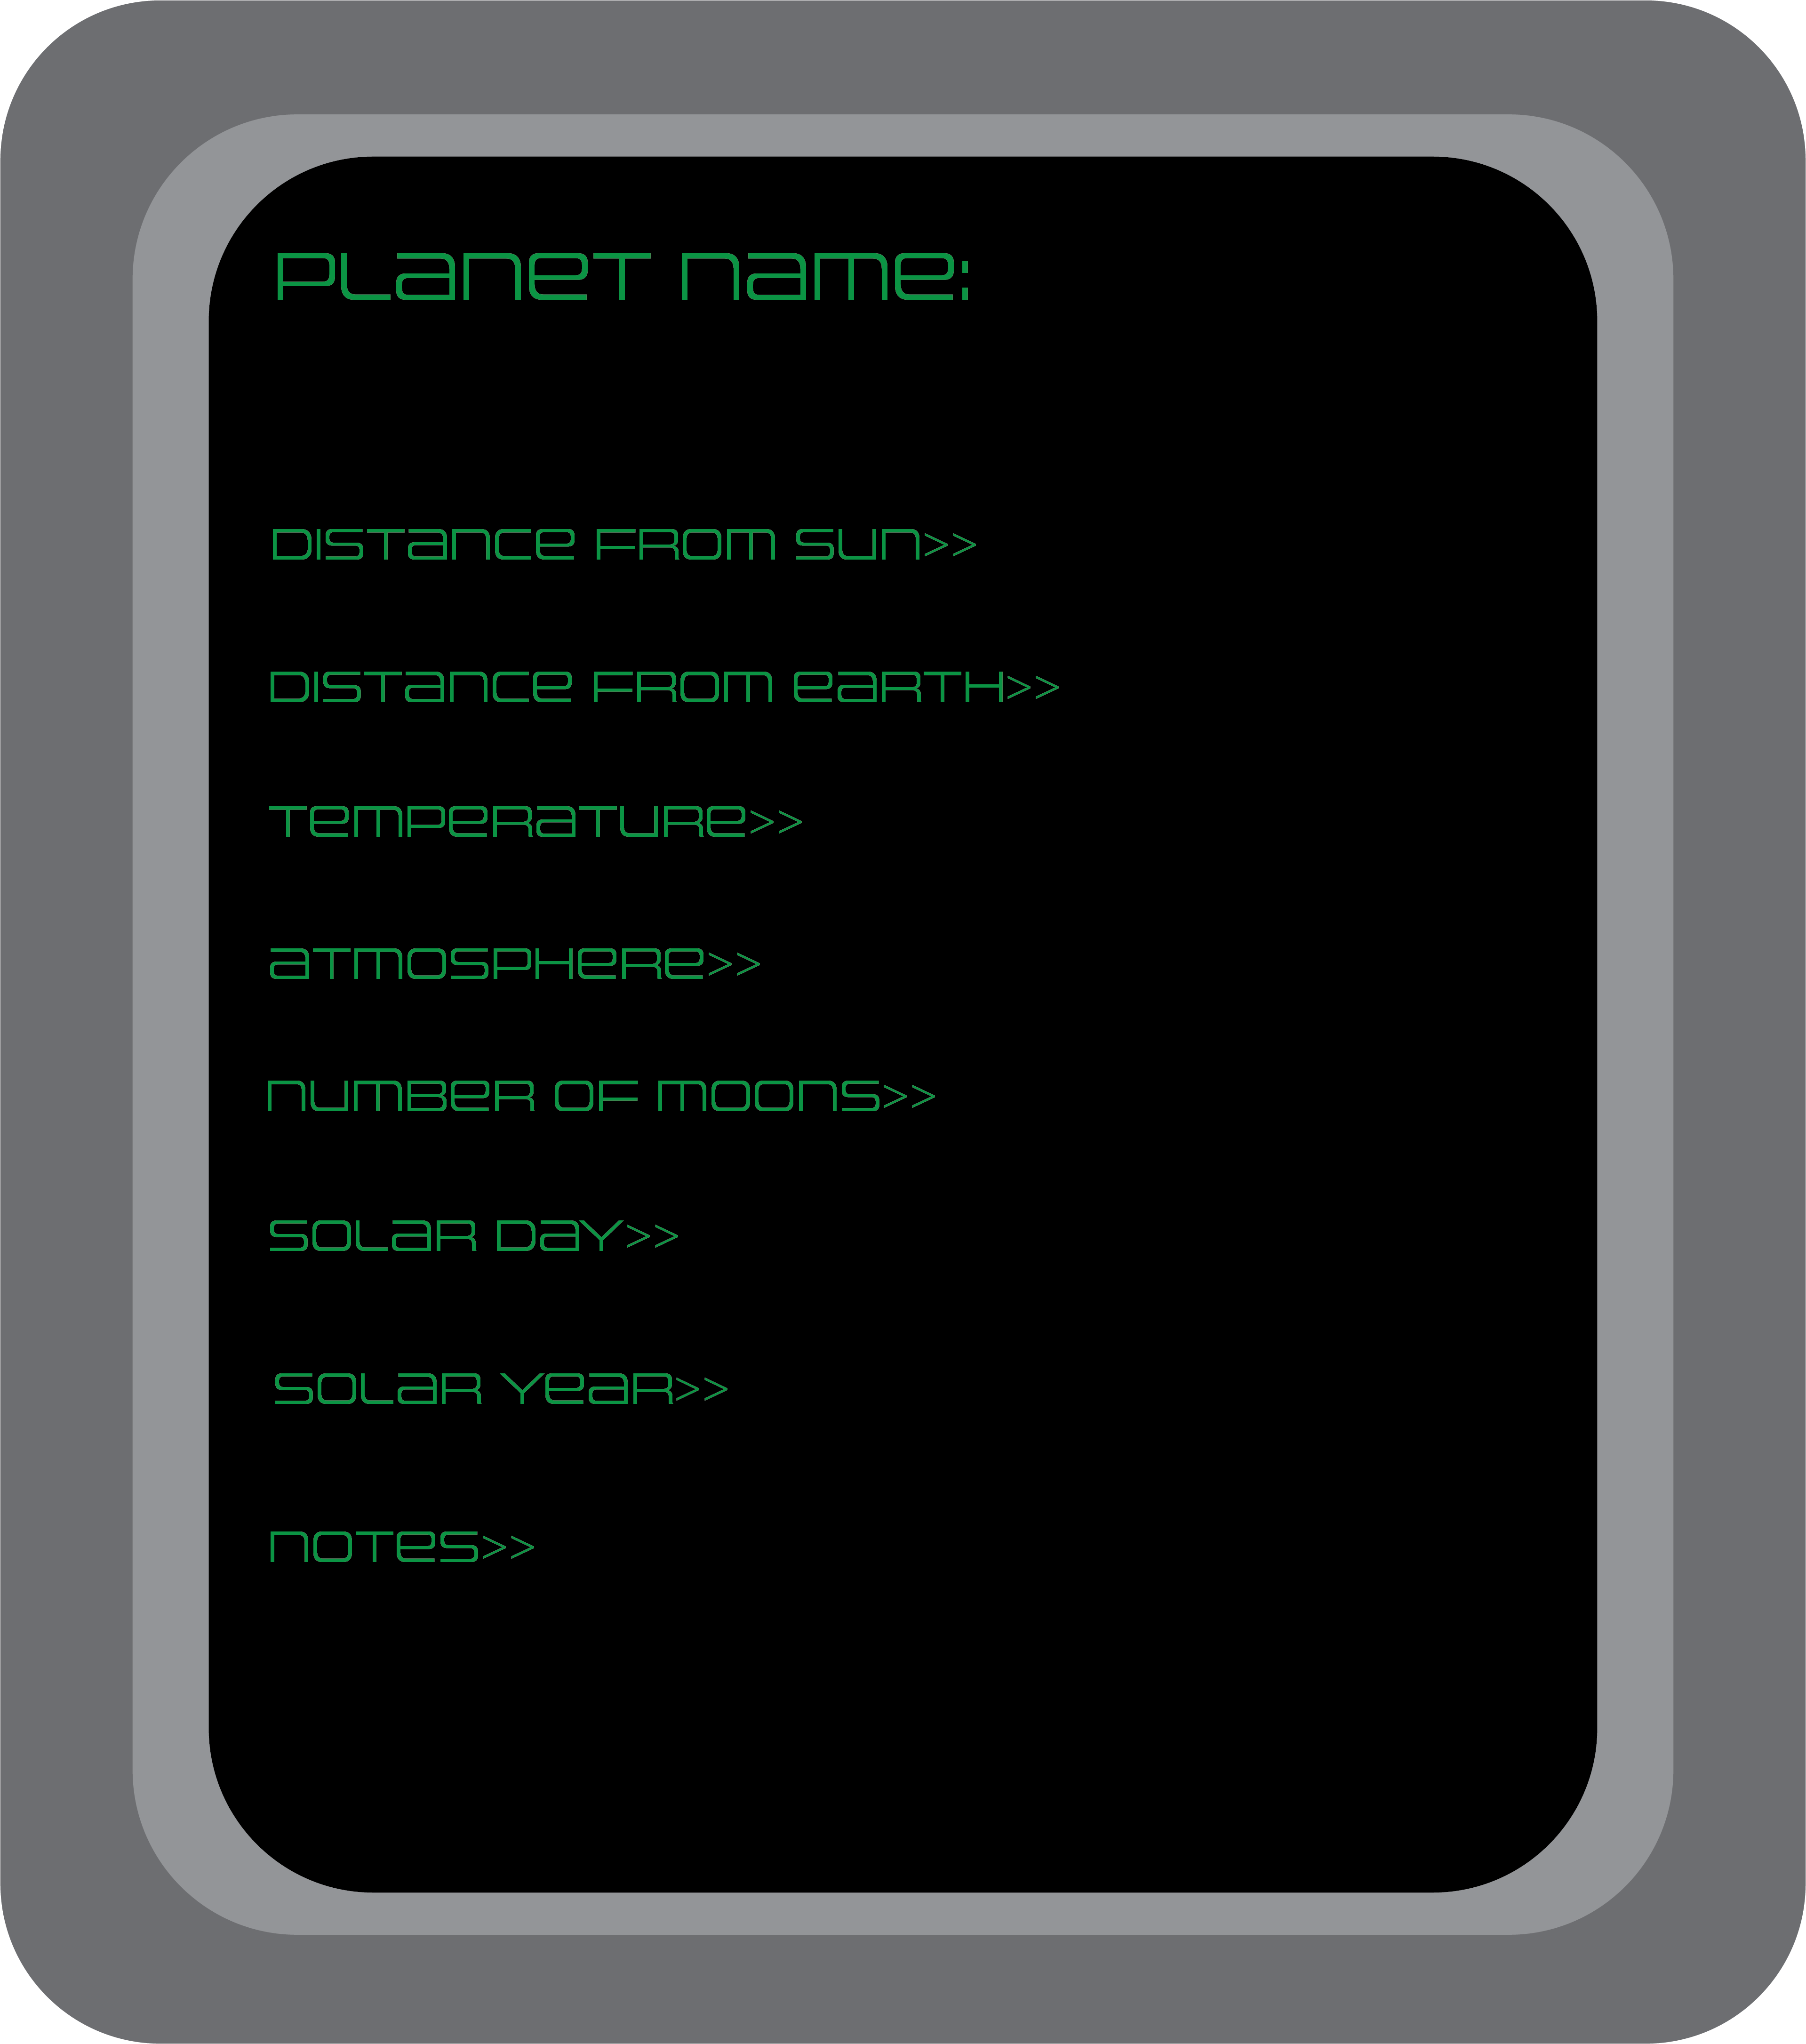 Planet name:
Distance from sun>>
Distance from earth>>
Temperature>>
atmosphere>>
number of moons>>
solar Day>>
solar Year>>
notes>>